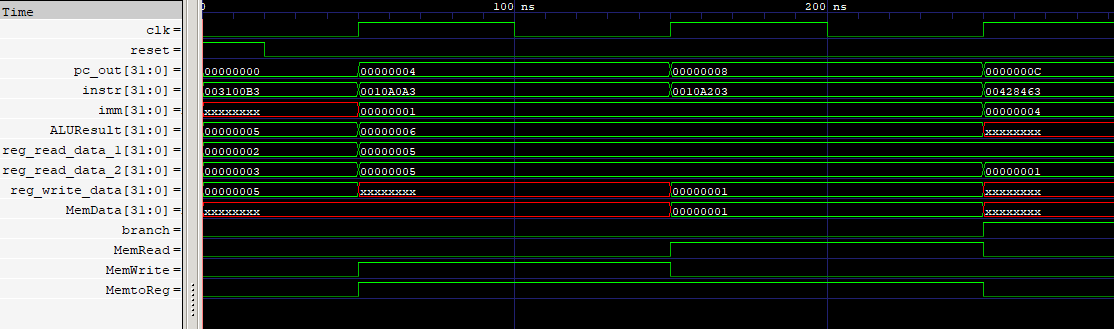 Time 0 100 ns 200 ns
clk=
reset=
pc_out[31:0]= 00000000 00000004 00000008 0000000C
instr[31:0]= 003100B3 0010A0A3 0010A203 00428463
imm[31:0]= xxxxxxxx 00000001 00000004
ALUResult[31:0]= 00000005 00000006 xxxxxxxx
reg_read_data_1[31:0]= 00000002 00000005
reg_read_data_2[31:0]= 00000003 00000005 00000001
reg_write_data[31:0]= 00000005 xxxxxxxx 00000001 xxxxxxxx
MemData[31:0]= xxxxxxxx 00000001 xxxxxxxx
branch=
MemRead=
MemWrite=
MemtoReg=